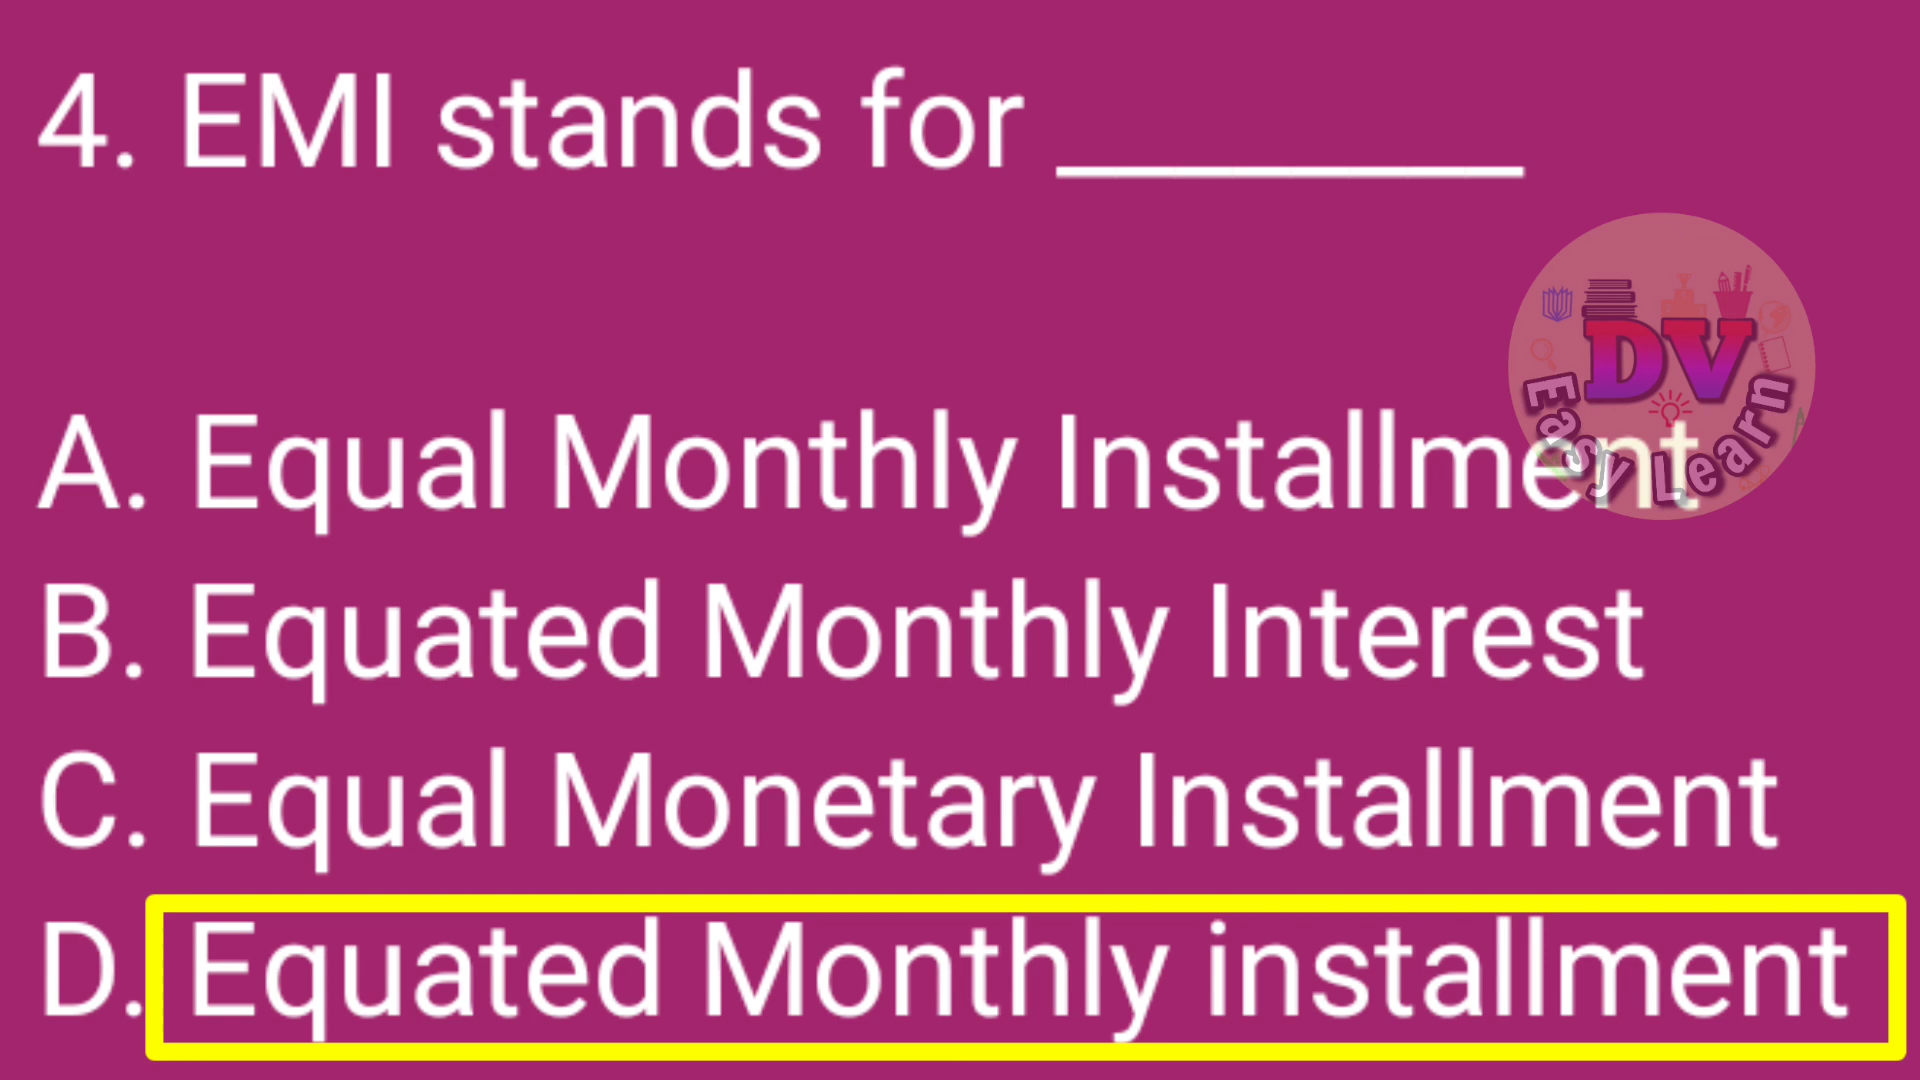 4. EMI stands for ________
DV
Easy Learn
A. Equal Monthly Installment
B. Equated Monthly Interest
C. Equal Monetary Installment
D. Equated Monthly installment